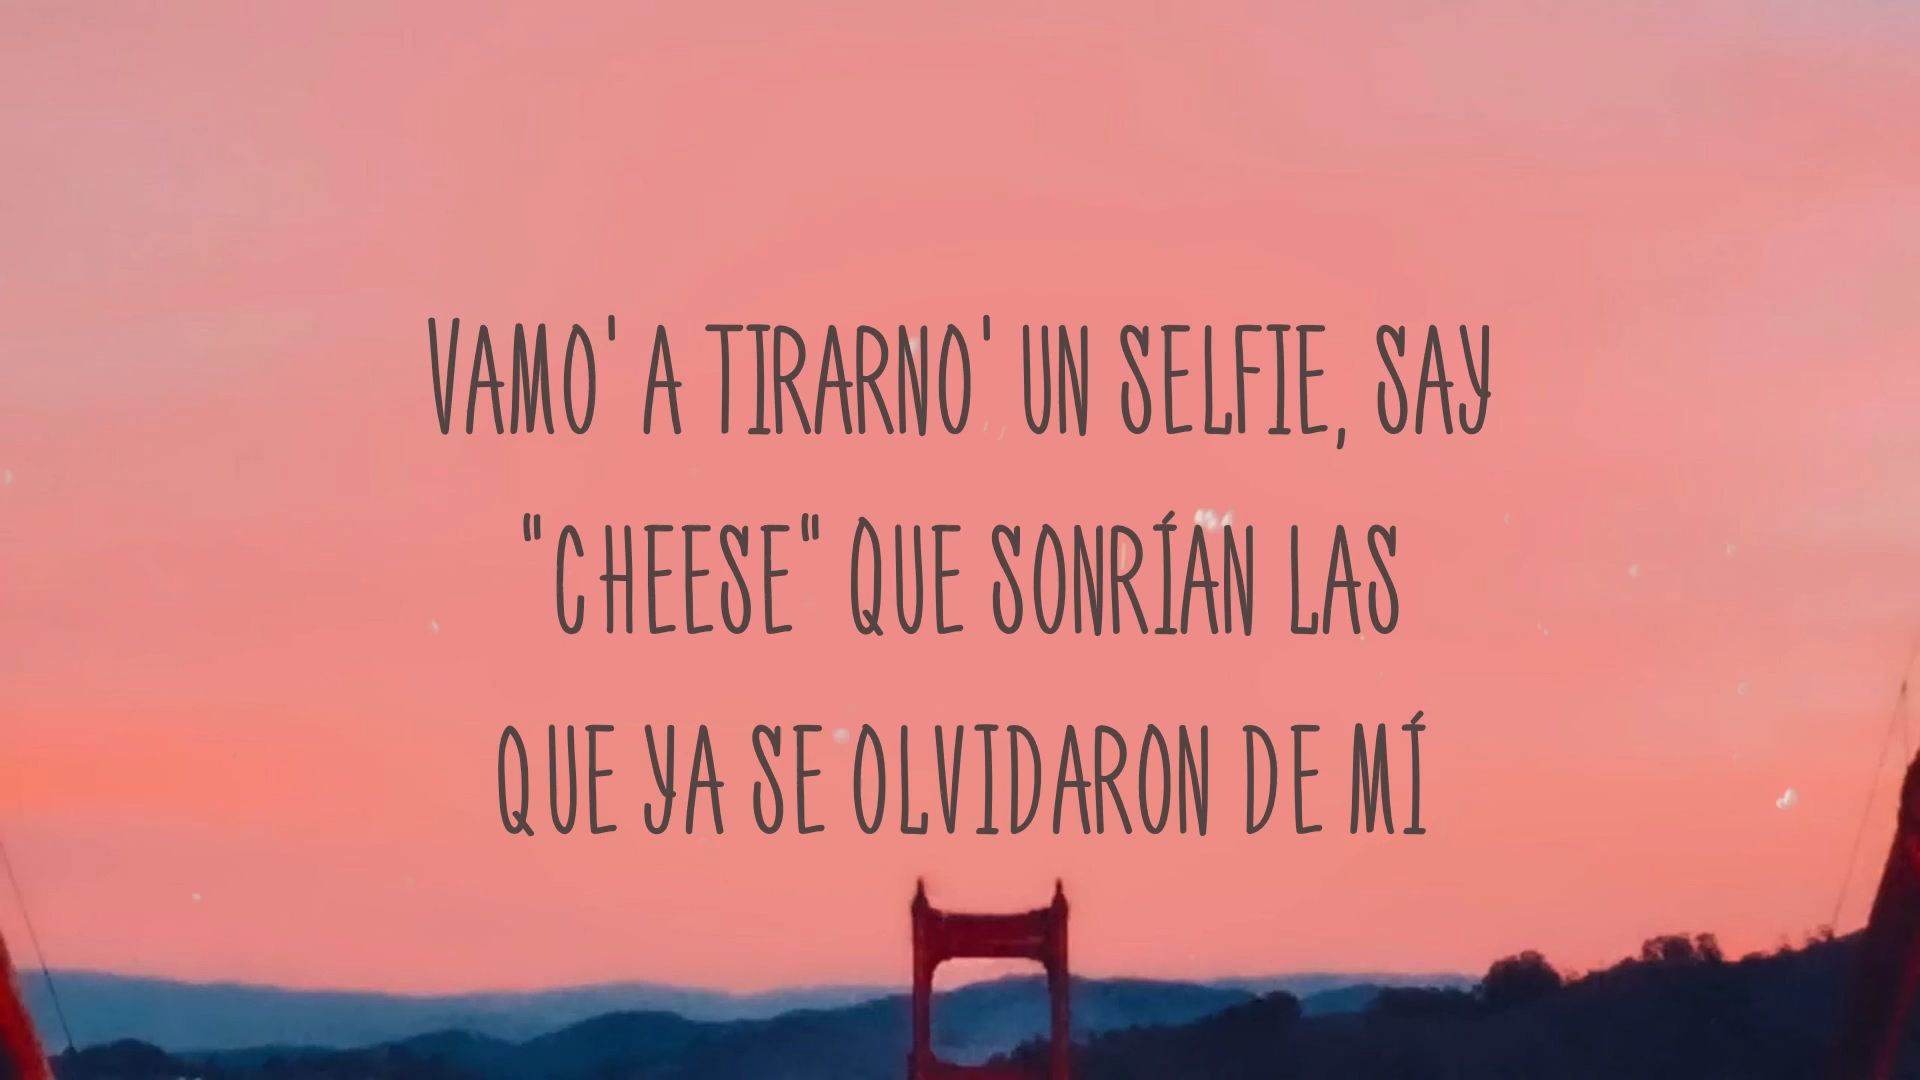 VAMO' A TIRARNO' UN SELFIE, SAY
"CHEESE" QUE SONRÍAN LAS
QUE YA SE OLVIDARON DE MÍ